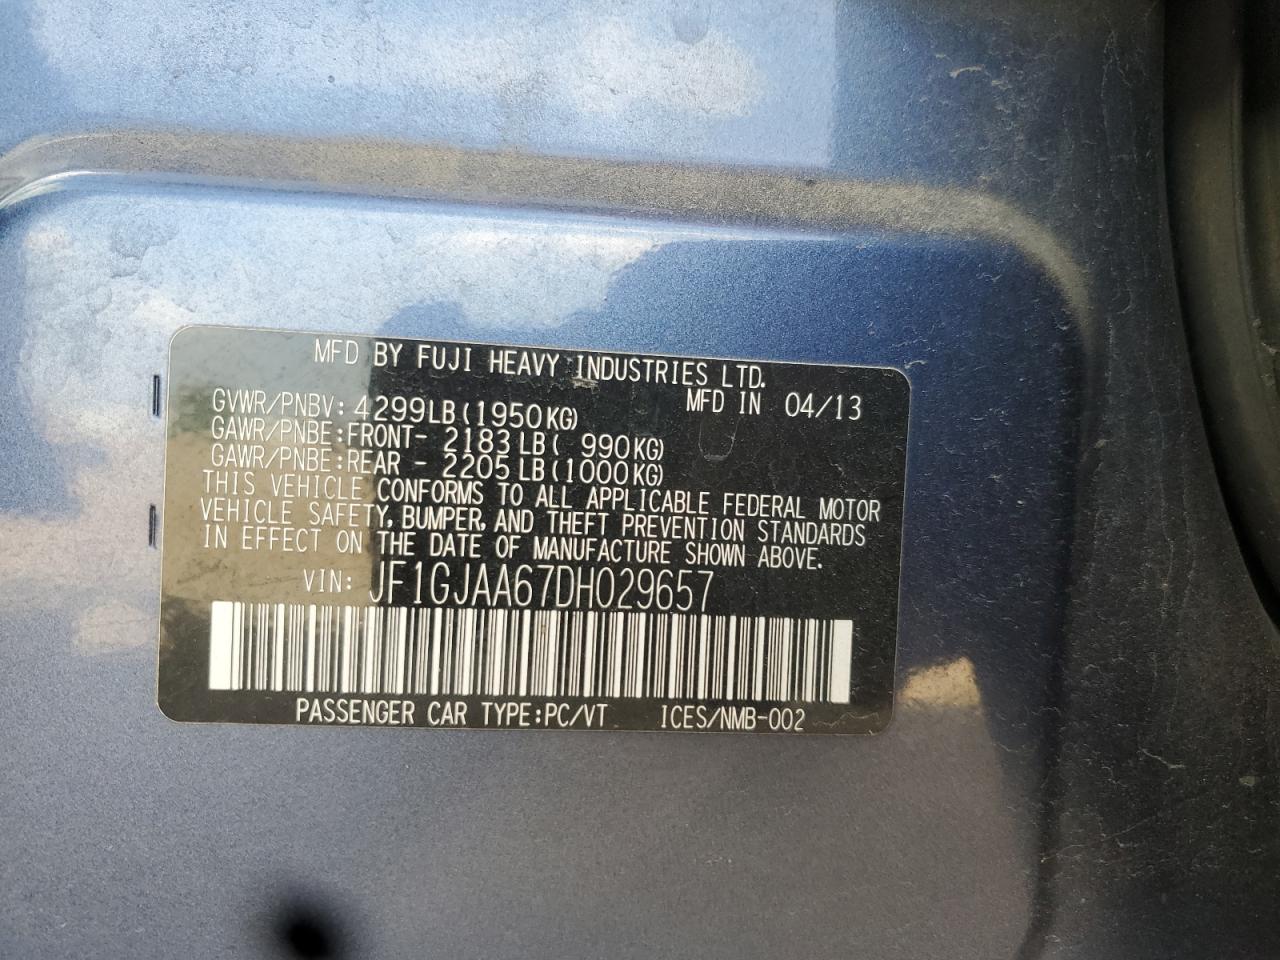 MFD BY FUJI HEAVY INDUSTRIES LTD.
MFD IN 04/13
GVWR/PNBV: 4299LB(1950KG)
GAWR/PNBE:FRONT- 2183LB( 990KG)
GAWR/PNBE:REAR - 2205LB(1000KG)
THIS VEHICLE CONFORMS TO ALL APPLICABLE FEDERAL MOTOR
VEHICLE SAFETY, BUMPER, AND THEFT PREVENTION STANDARDS
IN EFFECT ON THE DATE OF MANUFACTURE SHOWN ABOVE.
VIN: JF1GJAA67DH029657
PASSENGER CAR TYPE:PC/VT ICES/NMB-002